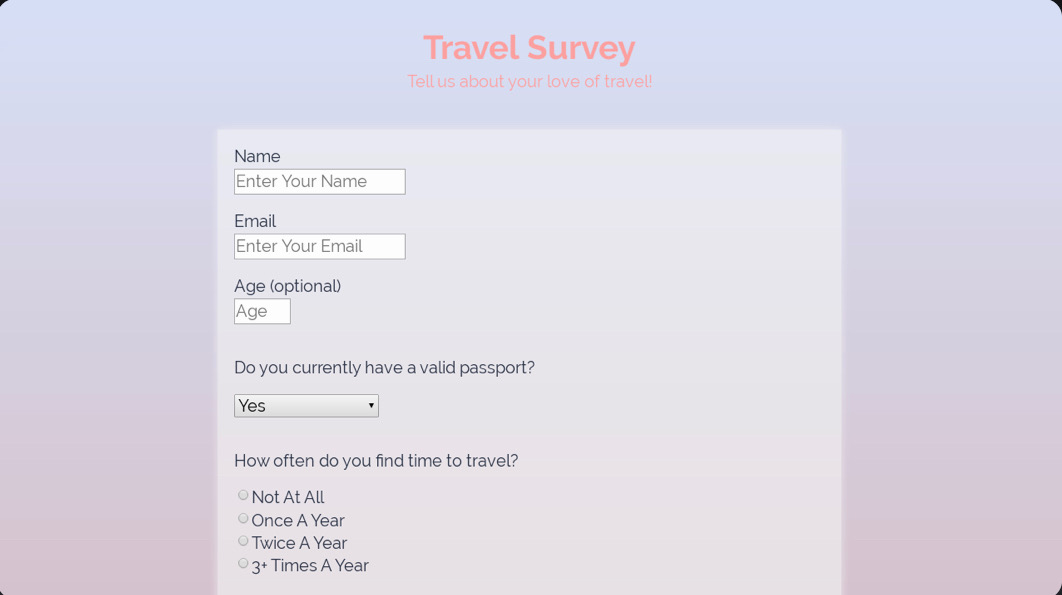 Travel Survey
Tell us about your love of travel!
Name
Enter Your Name
Email
Enter Your Email
Age (optional)
Age
Do you currently have a valid passport?
Yes
How often do you find time to travel?
Not At All
Once A Year
Twice A Year
3+ Times A Year